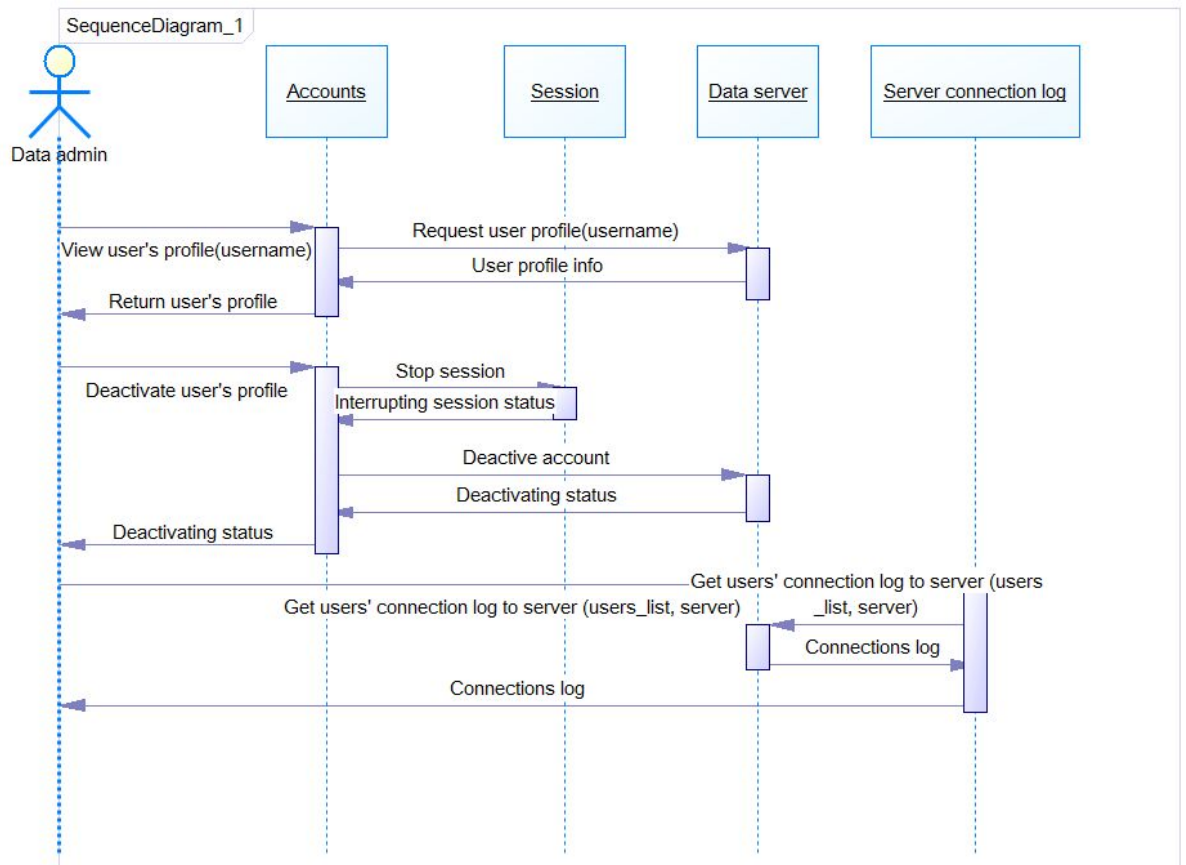 SequenceDiagram_1
Accounts
Session
Data server
Server connection log
Data admin
View user's profile(username)
Request user profile(username)
User profile info
Return user's profile
Deactivate user's profile
Stop session
Interrupting session status
Deactive account
Deactivating status
Deactivating status
Get users' connection log to server (users
_list, server)
Get users' connection log to server (users_list, server)
Connections log
Connections log